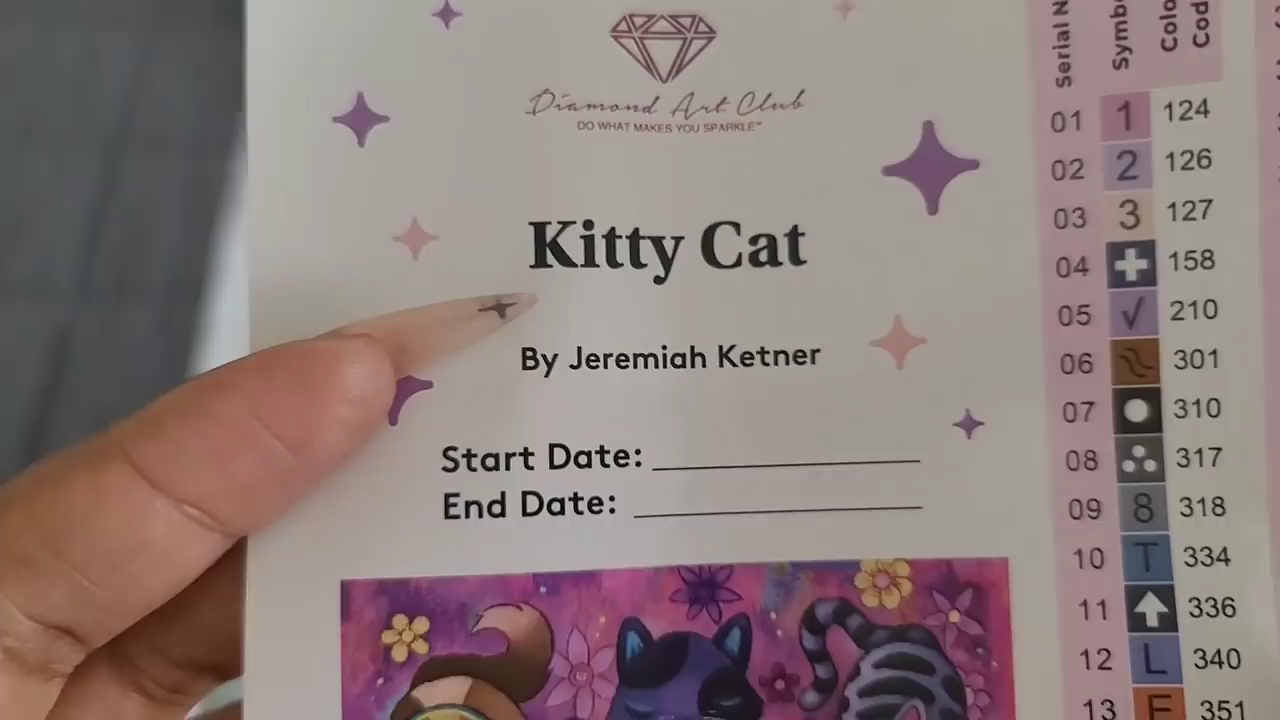 Diamond Art Club
DO WHAT MAKES YOU SPARKLE™
Kitty Cat
By Jeremiah Ketner
Start Date:
End Date:
Serial N
Symbo
Colo
Cod
01 1 124
02 2 126
03 3 127
04 158
05 √ 210
06 301
07 310
08 317
09 8 318
10 T 334
11 336
12 L 340
13 351